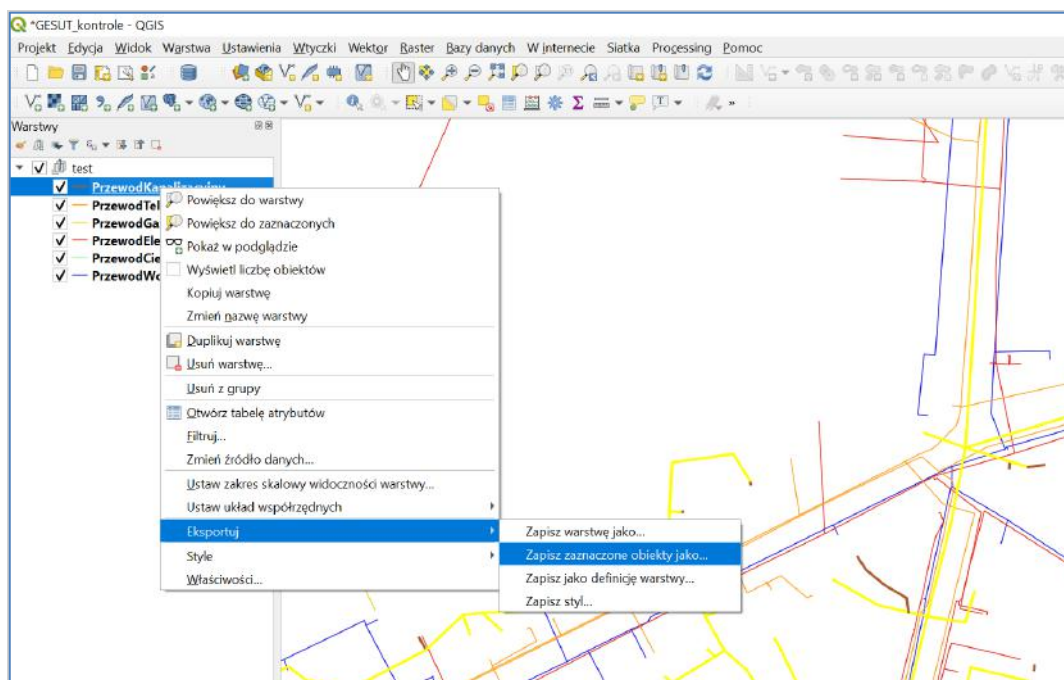 *GESUT_kontrole - QGIS
Projekt Edycja Widok Warstwa Ustawienia Wtyczki Wektor Raster Bazy danych W internecie Siatka Processing Pomoc
Warstwy
test
PrzewodKanalizacyjny
PrzewodTel
PrzewodGa
PrzewodEle
PrzewodCie
PrzewodWo
Powiększ do warstwy
Powiększ do zaznaczonych
Pokaż w podglądzie
Wyświetl liczbę obiektów
Kopiuj warstwę
Zmień nazwę warstwy
Duplikuj warstwę
Usuń warstwę...
Usuń z grupy
Otwórz tabelę atrybutów
Filtruj...
Zmień źródło danych...
Ustaw zakres skalowy widoczności warstwy...
Ustaw układ współrzędnych
Eksportuj
Style
Właściwości...
Zapisz warstwę jako...
Zapisz zaznaczone obiekty jako...
Zapisz jako definicję warstwy...
Zapisz styl...